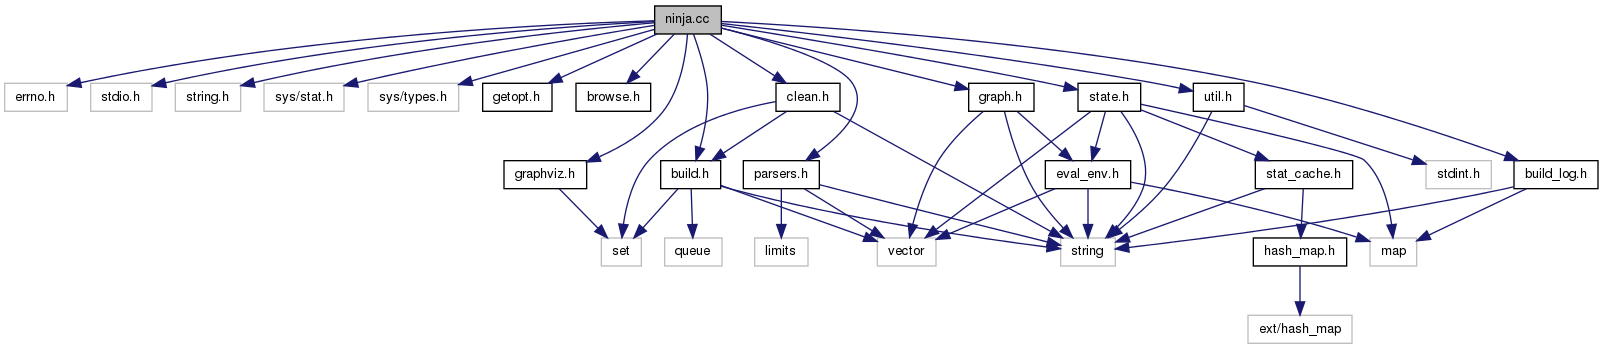 ninja.cc
errno.h
stdio.h
string.h
sys/stat.h
sys/types.h
getopt.h
browse.h
clean.h
graph.h
state.h
util.h
graphviz.h
build.h
parsers.h
eval_env.h
stat_cache.h
stdint.h
build_log.h
set
queue
limits
vector
string
hash_map.h
map
ext/hash_map